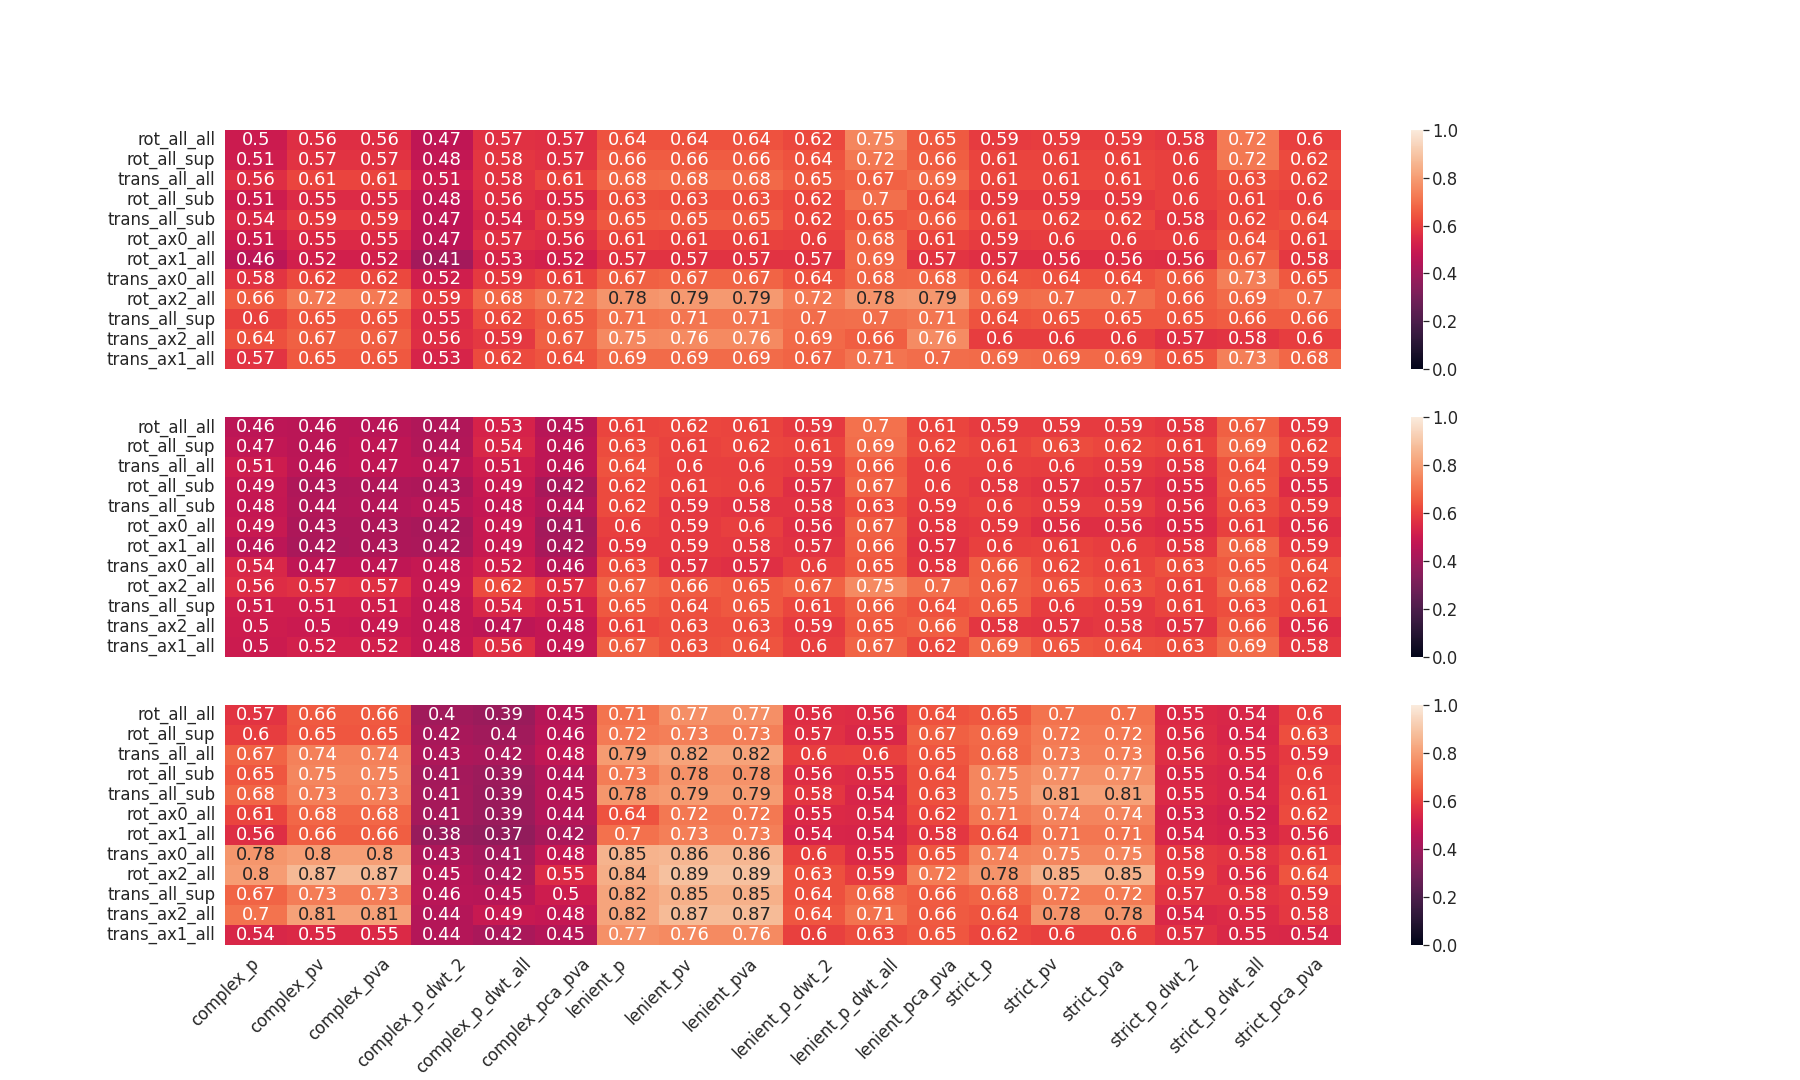 rot_all_all 0.5 0.56 0.56 0.47 0.57 0.57 0.64 0.64 0.64 0.62 0.75 0.65 0.59 0.59 0.59 0.58 0.72 0.6 1.0
rot_all_sup 0.51 0.57 0.57 0.48 0.58 0.57 0.66 0.66 0.66 0.64 0.72 0.66 0.61 0.61 0.61 0.6 0.72 0.62
trans_all_all 0.56 0.61 0.61 0.51 0.58 0.61 0.68 0.68 0.68 0.65 0.67 0.69 0.61 0.61 0.61 0.6 0.63 0.62 0.8
rot_all_sub 0.51 0.55 0.55 0.48 0.56 0.55 0.63 0.63 0.63 0.62 0.7 0.64 0.59 0.59 0.59 0.6 0.61 0.6
trans_all_sub 0.54 0.59 0.59 0.47 0.54 0.59 0.65 0.65 0.65 0.62 0.65 0.66 0.61 0.62 0.62 0.58 0.62 0.64 0.6
rot_ax0_all 0.51 0.55 0.55 0.47 0.57 0.56 0.61 0.61 0.61 0.6 0.68 0.61 0.59 0.6 0.6 0.6 0.64 0.61
rot_ax1_all 0.46 0.52 0.52 0.41 0.53 0.52 0.57 0.57 0.57 0.57 0.69 0.57 0.57 0.56 0.56 0.56 0.67 0.58
trans_ax0_all 0.58 0.62 0.62 0.52 0.59 0.61 0.67 0.67 0.67 0.64 0.68 0.68 0.64 0.64 0.64 0.66 0.73 0.65 0.4
rot_ax2_all 0.66 0.72 0.72 0.59 0.68 0.72 0.78 0.79 0.79 0.72 0.78 0.79 0.69 0.7 0.7 0.66 0.69 0.7
trans_all_sup 0.6 0.65 0.65 0.55 0.62 0.65 0.71 0.71 0.71 0.7 0.7 0.71 0.64 0.65 0.65 0.65 0.66 0.66 0.2
trans_ax2_all 0.64 0.67 0.67 0.56 0.59 0.67 0.75 0.76 0.76 0.69 0.66 0.76 0.6 0.6 0.6 0.57 0.58 0.6
trans_ax1_all 0.57 0.65 0.65 0.53 0.62 0.64 0.69 0.69 0.69 0.67 0.71 0.7 0.69 0.69 0.69 0.65 0.73 0.68 0.0
rot_all_all 0.46 0.46 0.46 0.44 0.53 0.45 0.61 0.62 0.61 0.59 0.7 0.61 0.59 0.59 0.59 0.58 0.67 0.59 1.0
rot_all_sup 0.47 0.46 0.47 0.44 0.54 0.46 0.63 0.61 0.62 0.61 0.69 0.62 0.61 0.63 0.62 0.61 0.69 0.62
trans_all_all 0.51 0.46 0.47 0.47 0.51 0.46 0.64 0.6 0.6 0.59 0.66 0.6 0.6 0.6 0.59 0.58 0.64 0.59 0.8
rot_all_sub 0.49 0.43 0.44 0.43 0.49 0.42 0.62 0.61 0.6 0.57 0.67 0.6 0.58 0.57 0.57 0.55 0.65 0.55
trans_all_sub 0.48 0.44 0.44 0.45 0.48 0.44 0.62 0.59 0.58 0.58 0.63 0.59 0.6 0.59 0.59 0.56 0.63 0.59 0.6
rot_ax0_all 0.49 0.43 0.43 0.42 0.49 0.41 0.6 0.59 0.6 0.56 0.67 0.58 0.59 0.56 0.56 0.55 0.61 0.56
rot_ax1_all 0.46 0.42 0.43 0.42 0.49 0.42 0.59 0.59 0.58 0.57 0.66 0.57 0.6 0.61 0.6 0.58 0.68 0.59
trans_ax0_all 0.54 0.47 0.47 0.48 0.52 0.46 0.63 0.57 0.57 0.6 0.65 0.58 0.66 0.62 0.61 0.63 0.65 0.64 0.4
rot_ax2_all 0.56 0.57 0.57 0.49 0.62 0.57 0.67 0.66 0.65 0.67 0.75 0.7 0.67 0.65 0.63 0.61 0.68 0.62
trans_all_sup 0.51 0.51 0.51 0.48 0.54 0.51 0.65 0.64 0.65 0.61 0.66 0.64 0.65 0.6 0.59 0.61 0.63 0.61 0.2
trans_ax2_all 0.5 0.5 0.49 0.48 0.47 0.48 0.61 0.63 0.63 0.59 0.65 0.66 0.58 0.57 0.58 0.57 0.66 0.56
trans_ax1_all 0.5 0.52 0.52 0.48 0.56 0.49 0.67 0.63 0.64 0.6 0.67 0.62 0.69 0.65 0.64 0.63 0.69 0.58 0.0
rot_all_all 0.57 0.66 0.66 0.4 0.39 0.45 0.71 0.77 0.77 0.56 0.56 0.64 0.65 0.7 0.7 0.55 0.54 0.6 1.0
rot_all_sup 0.6 0.65 0.65 0.42 0.4 0.46 0.72 0.73 0.73 0.57 0.55 0.67 0.69 0.72 0.72 0.56 0.54 0.63
trans_all_all 0.67 0.74 0.74 0.43 0.42 0.48 0.79 0.82 0.82 0.6 0.6 0.65 0.68 0.73 0.73 0.56 0.55 0.59 0.8
rot_all_sub 0.65 0.75 0.75 0.41 0.39 0.44 0.73 0.78 0.78 0.56 0.55 0.64 0.75 0.77 0.77 0.55 0.54 0.6
trans_all_sub 0.68 0.73 0.73 0.41 0.39 0.45 0.78 0.79 0.79 0.58 0.54 0.63 0.75 0.81 0.81 0.55 0.54 0.61 0.6
rot_ax0_all 0.61 0.68 0.68 0.41 0.39 0.44 0.64 0.72 0.72 0.55 0.54 0.62 0.71 0.74 0.74 0.53 0.52 0.62
rot_ax1_all 0.56 0.66 0.66 0.38 0.37 0.42 0.7 0.73 0.73 0.54 0.54 0.58 0.64 0.71 0.71 0.54 0.53 0.56
trans_ax0_all 0.78 0.8 0.8 0.43 0.41 0.48 0.85 0.86 0.86 0.6 0.55 0.65 0.74 0.75 0.75 0.58 0.58 0.61 0.4
rot_ax2_all 0.8 0.87 0.87 0.45 0.42 0.55 0.84 0.89 0.89 0.63 0.59 0.72 0.78 0.85 0.85 0.59 0.56 0.64
trans_all_sup 0.67 0.73 0.73 0.46 0.45 0.5 0.82 0.85 0.85 0.64 0.68 0.66 0.68 0.72 0.72 0.57 0.58 0.59 0.2
trans_ax2_all 0.7 0.81 0.81 0.44 0.49 0.48 0.82 0.87 0.87 0.64 0.71 0.66 0.64 0.78 0.78 0.54 0.55 0.58
trans_ax1_all 0.54 0.55 0.55 0.44 0.42 0.45 0.77 0.76 0.76 0.6 0.63 0.65 0.62 0.6 0.6 0.57 0.55 0.54 0.0
complex_p complex_pv complex_pva complex_p_dwt_2 complex_p_dwt_all complex_pca_pva lenient_p lenient_pv lenient_pva lenient_p_dwt_2 lenient_p_dwt_all lenient_pca_pva strict_p strict_pv strict_pva strict_p_dwt_2 strict_p_dwt_all strict_pca_pva